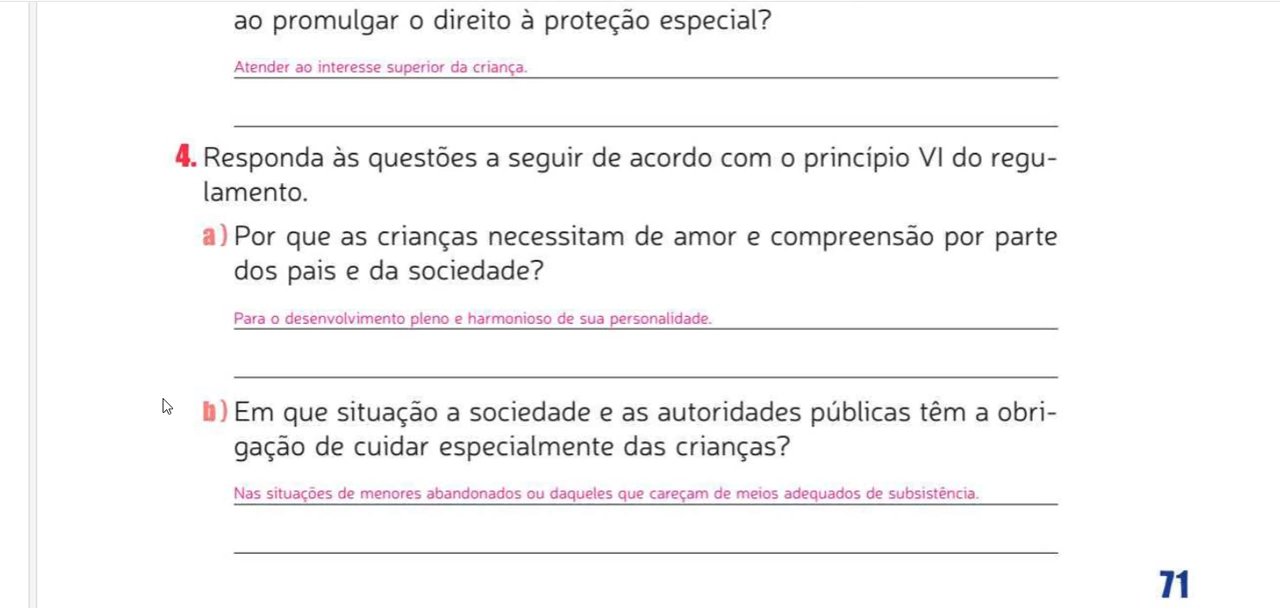 ao promulgar o direito à proteção especial?
Atender ao interesse superior da criança.
4. Responda às questões a seguir de acordo com o princípio VI do regu-
lamento.
a) Por que as crianças necessitam de amor e compreensão por parte
dos pais e da sociedade?
Para o desenvolvimento pleno e harmonioso de sua personalidade.
b) Em que situação a sociedade e as autoridades públicas têm a obri-
gação de cuidar especialmente das crianças?
Nas situações de menores abandonados ou daqueles que careçam de meios adequados de subsistência.
71